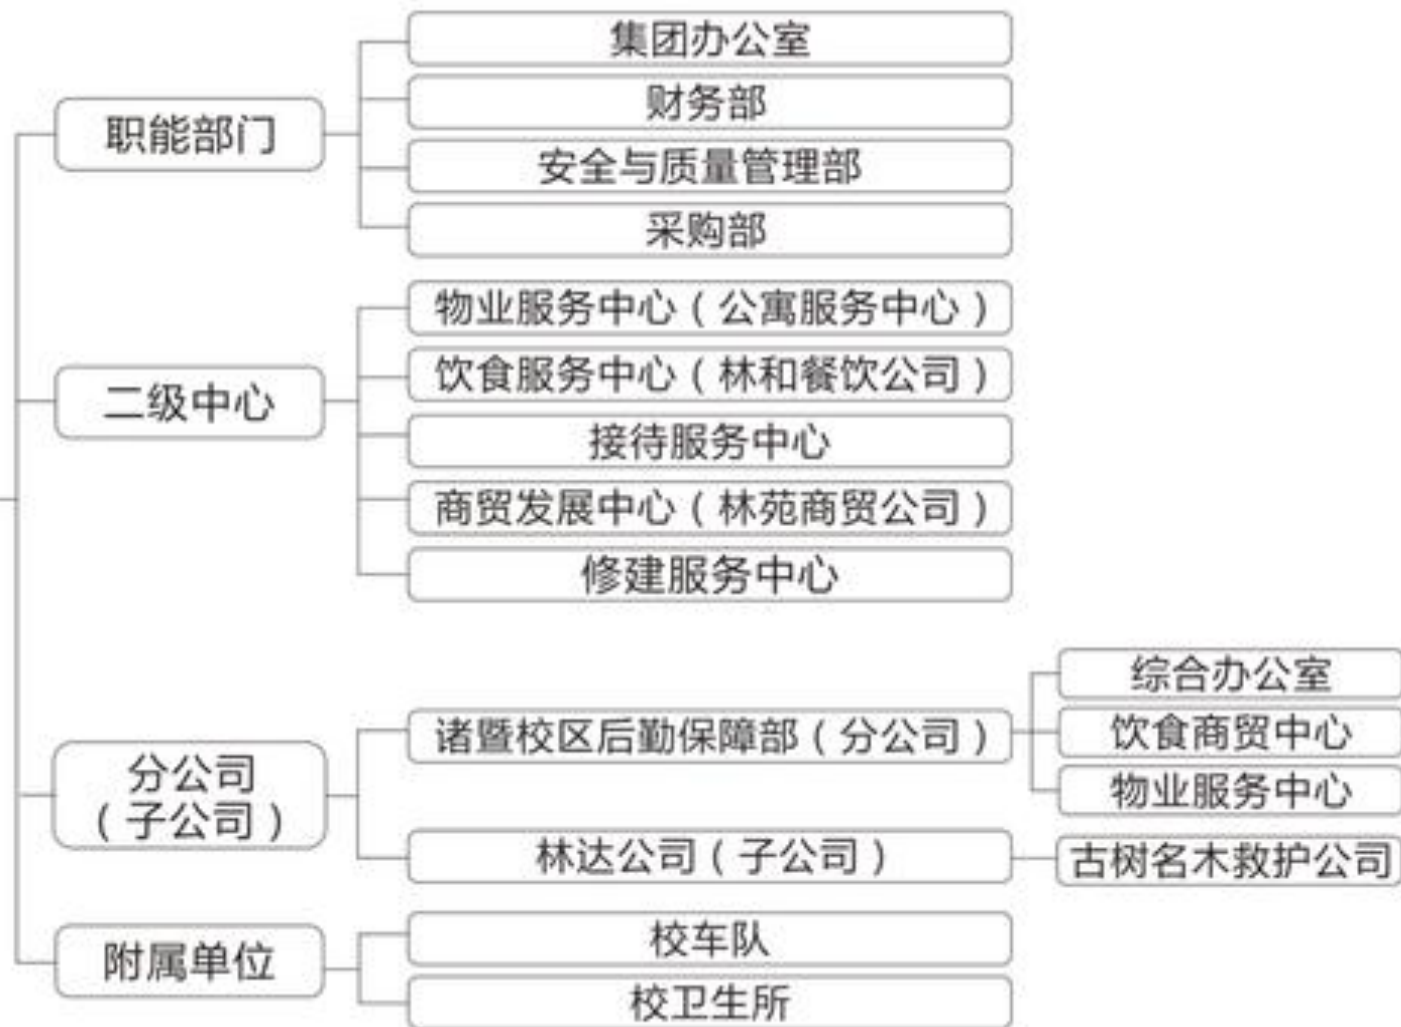 职能部门
集团办公室
财务部
安全与质量管理部
采购部
二级中心
物业服务中心（公寓服务中心）
饮食服务中心（林和餐饮公司）
接待服务中心
商贸发展中心（林苑商贸公司）
修建服务中心
分公司
（子公司）
诸暨校区后勤保障部（分公司）
综合办公室
饮食商贸中心
物业服务中心
林达公司（子公司）
古树名木救护公司
附属单位
校车队
校卫生所